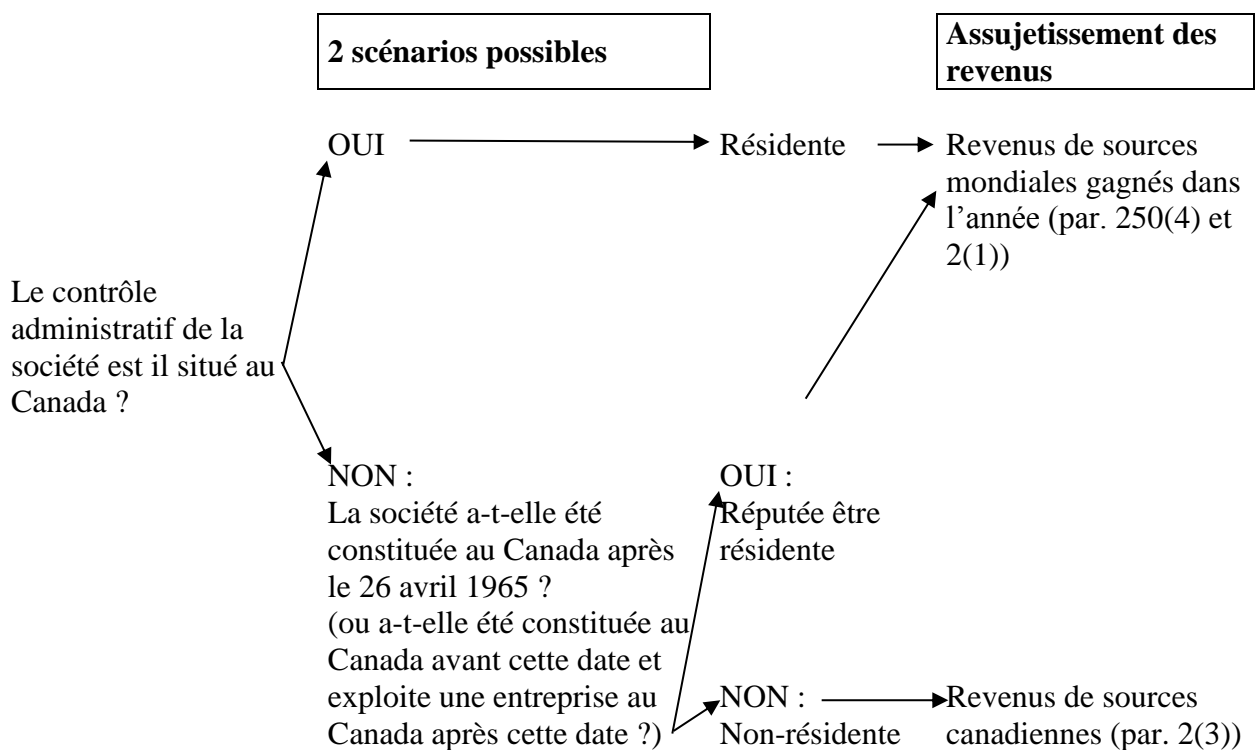 2 scénarios possibles
Assujetissement des
revenus
OUI
Résidente
Revenus de sources
mondiales gagnés dans
l'année (par. 250(4) et
2(1))
Le contrôle
administratif de la
société est il situé au
Canada ?
NON :
La société a-t-elle été
constituée au Canada après
le 26 avril 1965 ?
(ou a-t-elle été constituée au
Canada avant cette date et
exploite une entreprise au
Canada après cette date ?)
OUI :
Réputée être
résidente
NON :
Non-résidente
Revenus de sources
canadiennes (par. 2(3))